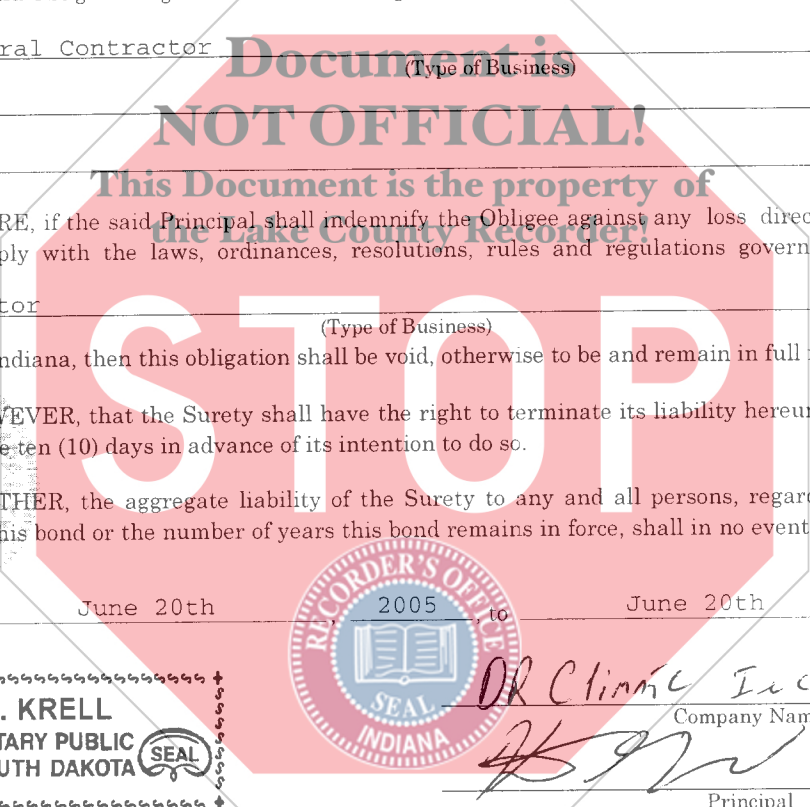 ral Contractor
Document is
(Type of Business)
NOT OFFICIAL!
This Document is the property of
the Lake County Recorder!
RE, if the said Principal shall indemnify the Obligee against any loss direc
ply with the laws, ordinances, resolutions, rules and regulations govern
tor
STOP
(Type of Business)
ndiana, then this obligation shall be void, otherwise to be and remain in full
VEVER, that the Surety shall have the right to terminate its liability hereun
e ten (10) days in advance of its intention to do so.
THER, the aggregate liability of the Surety to any and all persons, regard
his bond or the number of years this bond remains in force, shall in no event
RECORDER'S OFFICE
June 20th , 2005 , to June 20th
SEAL
INDIANA
. KRELL
TARY PUBLIC
UTH DAKOTA
SEAL
DR Inc
Company Nam
Principal